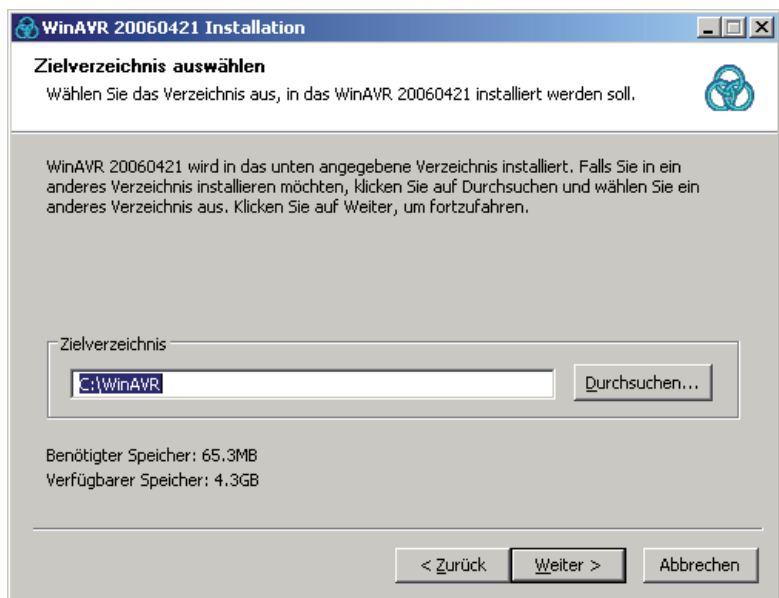 WinAVR 20060421 Installation
Zielverzeichnis auswählen
Wählen Sie das Verzeichnis aus, in das WinAVR 20060421 installiert werden soll.
WinAVR 20060421 wird in das unten angegebene Verzeichnis installiert. Falls Sie in ein
anderes Verzeichnis installieren möchten, klicken Sie auf Durchsuchen und wählen Sie ein
anderes Verzeichnis aus. Klicken Sie auf Weiter, um fortzufahren.
Zielverzeichnis
C:\WinAVR
Durchsuchen...
Benötigter Speicher: 65.3MB
Verfügbarer Speicher: 4.3GB
< Zurück
Weiter >
Abbrechen